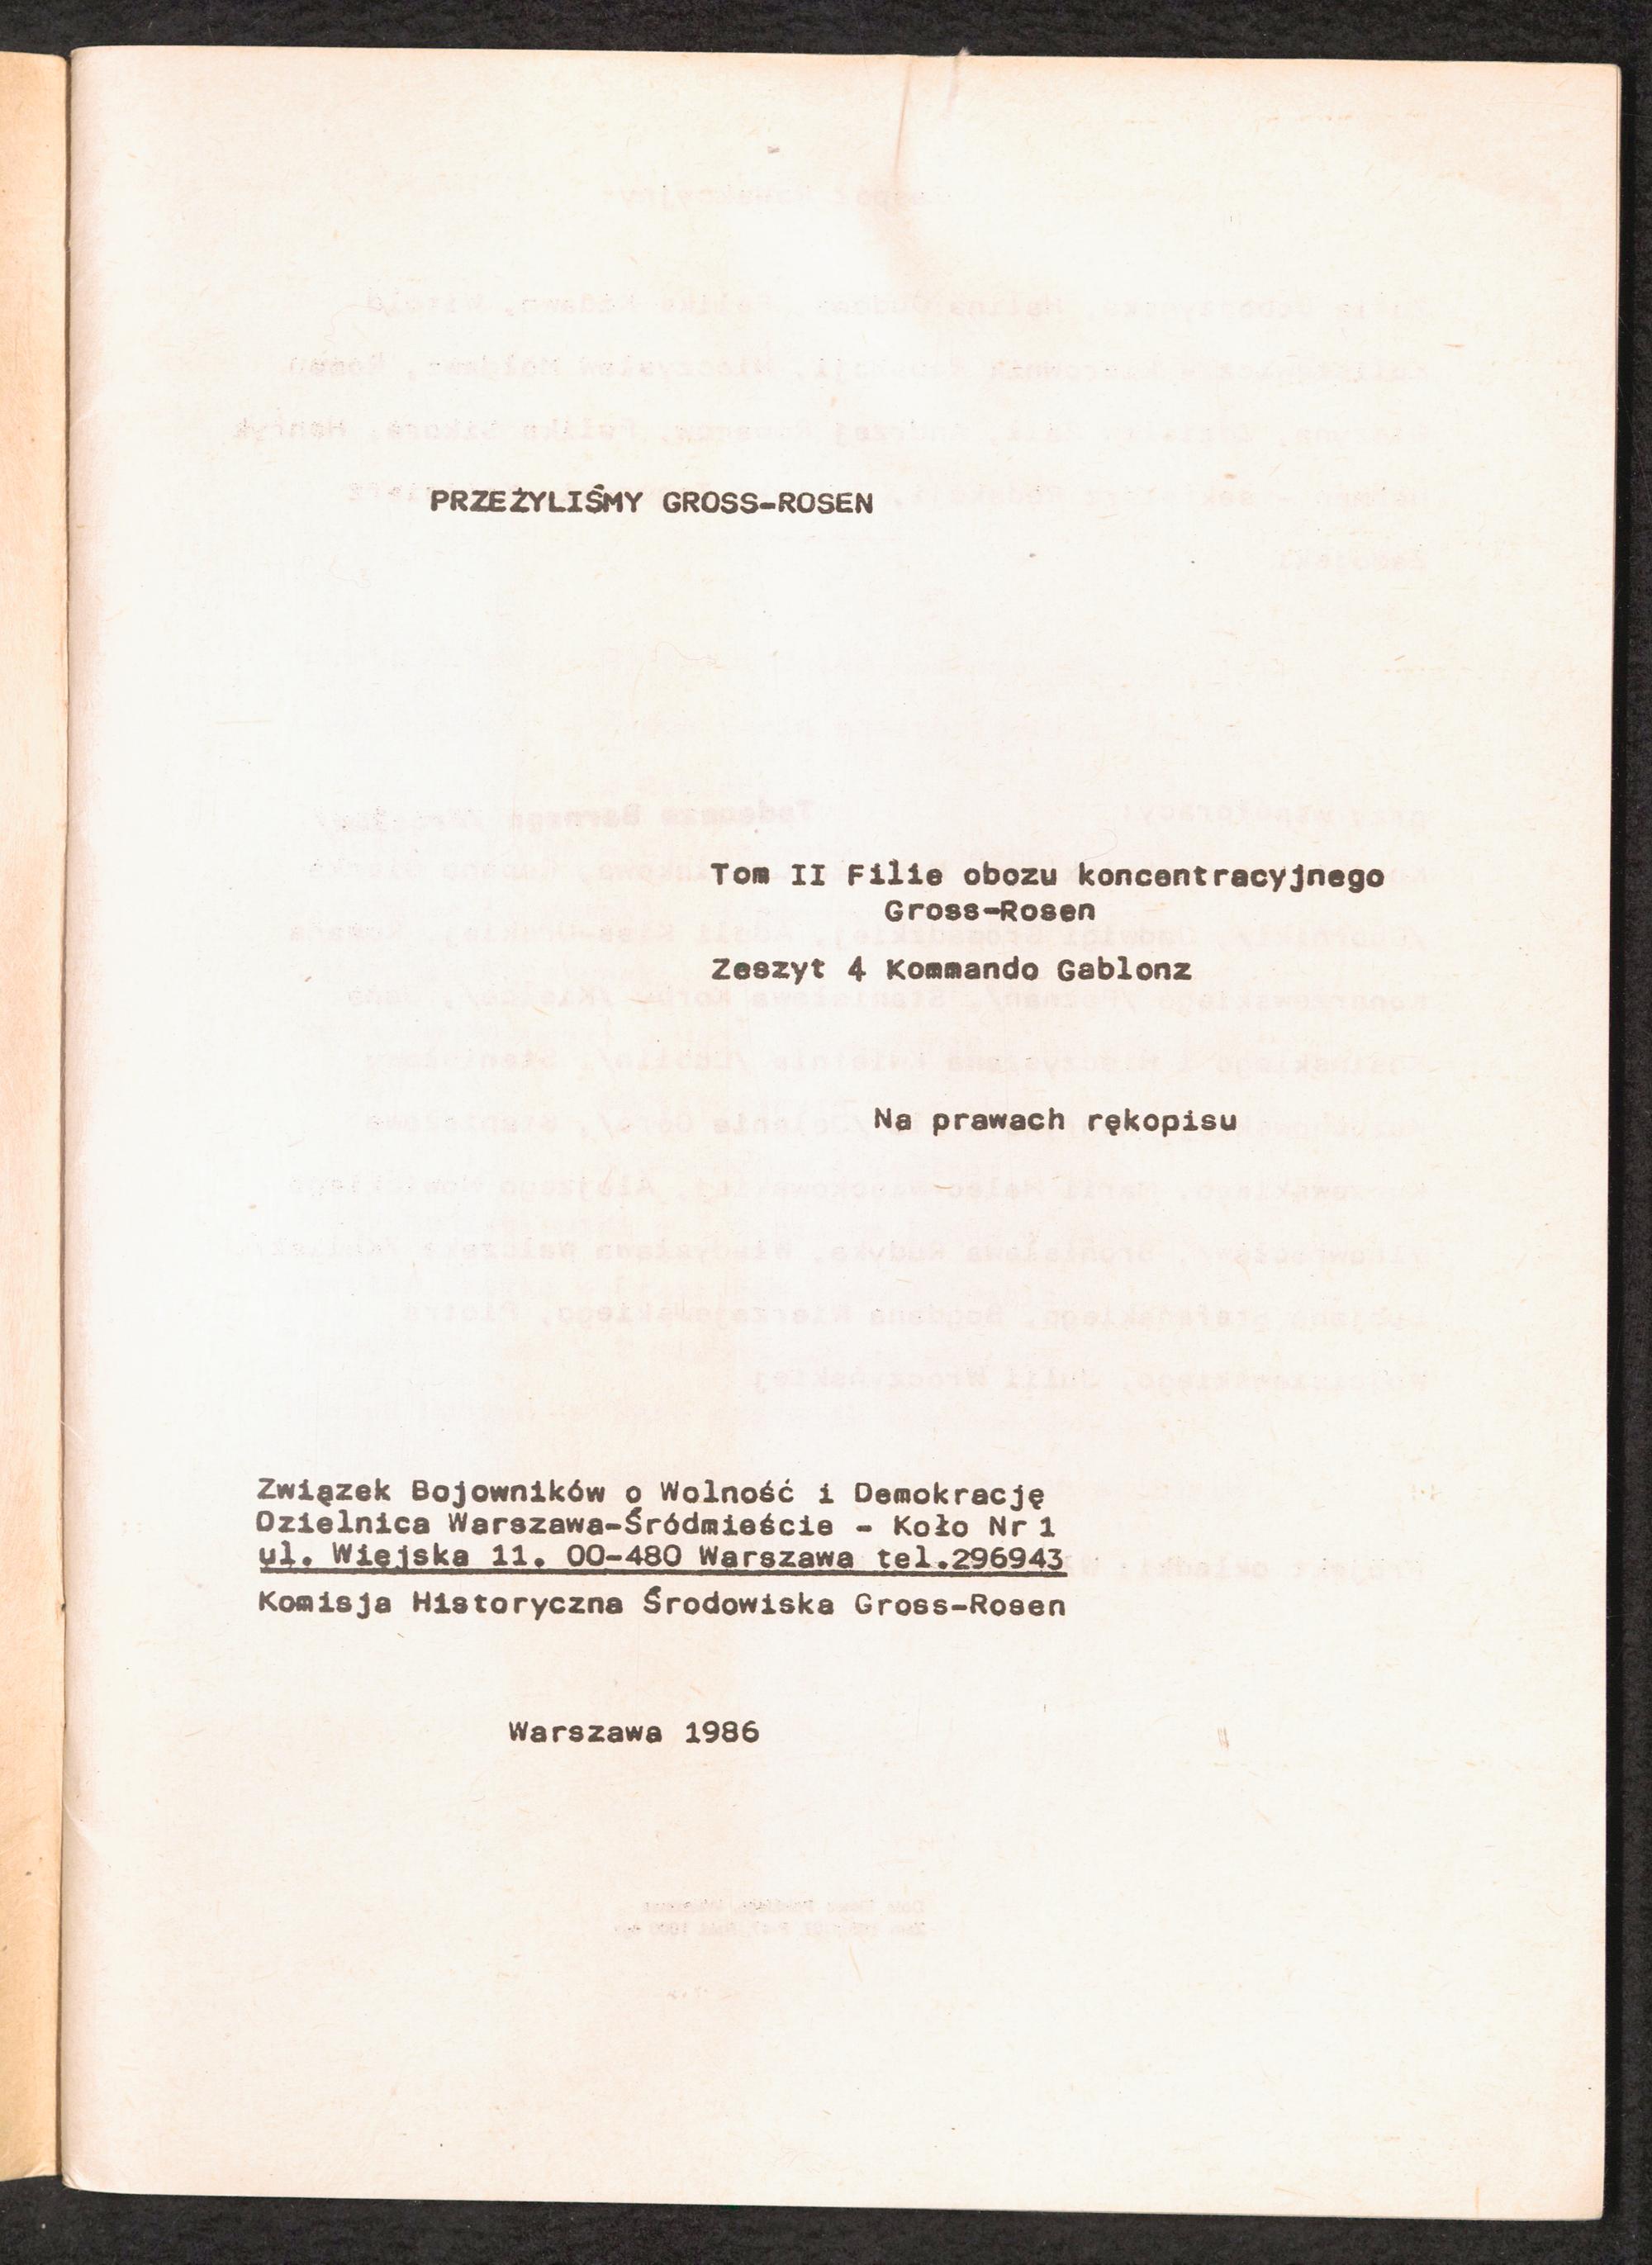 PRZEŻYLIŚMY GROSS-ROSEN
Tom II Filie obozu koncentracyjnego
Gross-Rosen
Zeszyt 4 Kommando Gablonz
Na prawach rękopisu
Związek Bojowników o Wolność i Demokrację
Dzielnica Warszawa-Śródmieście - Koło Nr 1
ul. Wiejska 11. 00-480 Warszawa tel.296943
Komisja Historyczna Środowiska Gross-Rosen
Warszawa 1986